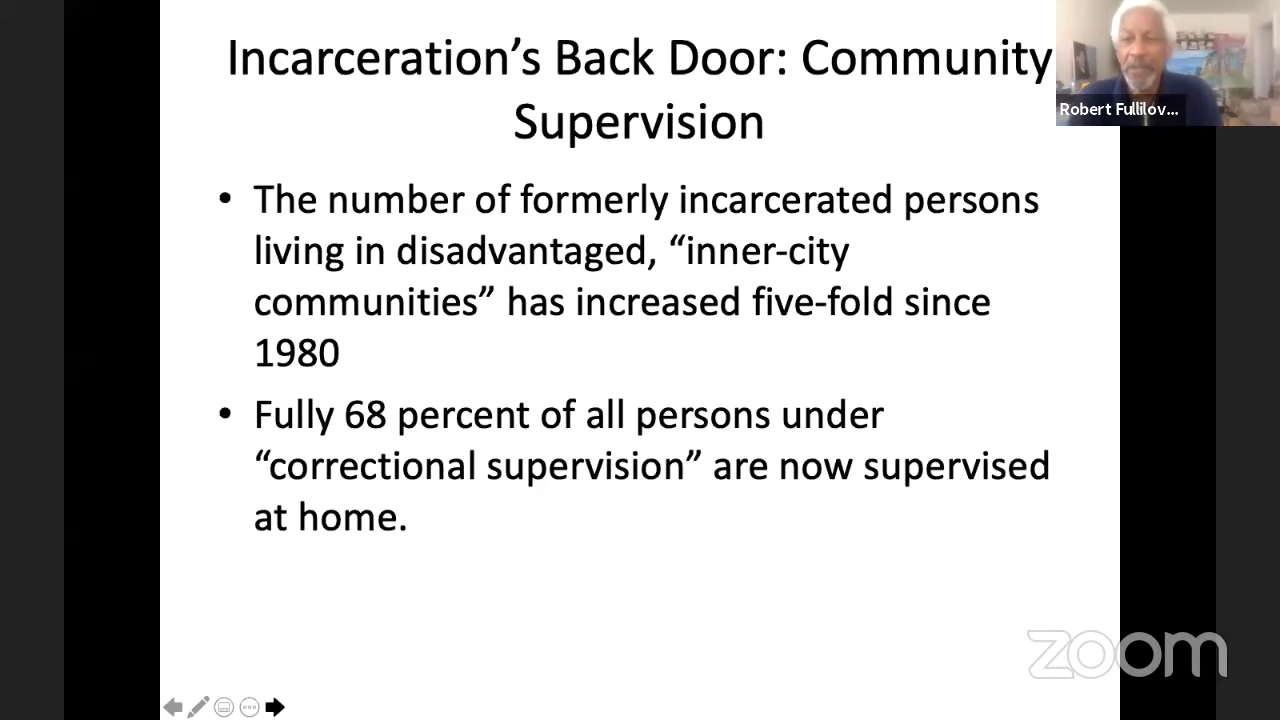 Incarceration’s Back Door: Community
Supervision
Robert Fullilov...
• The number of formerly incarcerated persons
living in disadvantaged, “inner-city
communities” has increased five-fold since
1980
• Fully 68 percent of all persons under
“correctional supervision” are now supervised
at home.
zoom